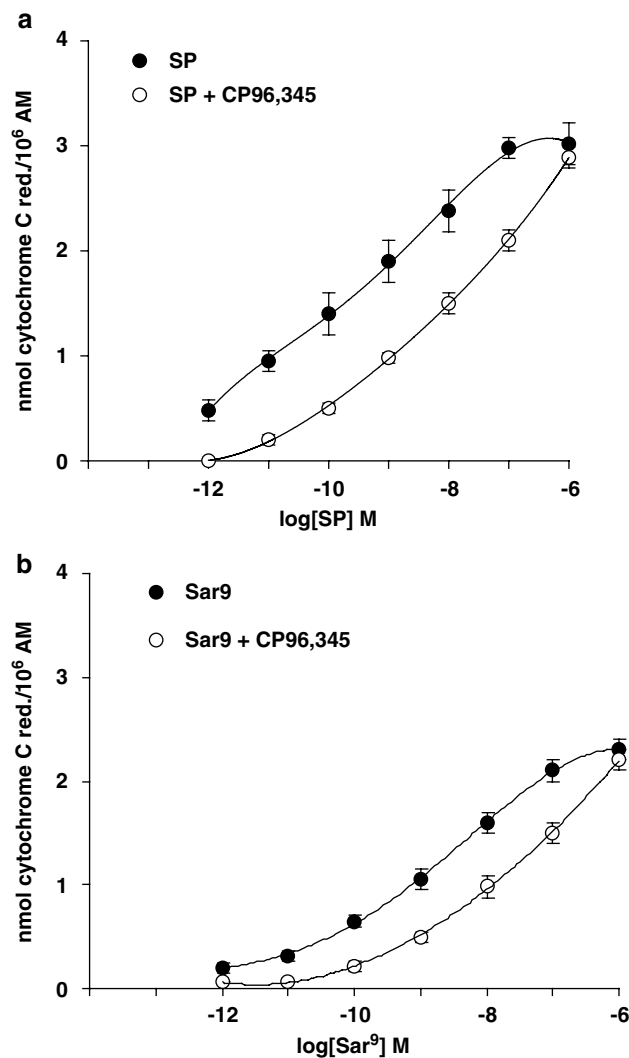 a
4
3
2
1
0
nmol cytochrome C red./10⁶ AM
SP
SP + CP96,345
-12 -10 -8 -6
log[SP] M
b
4
3
2
1
0
nmol cytochrome C red./10⁶ AM
Sar9
Sar9 + CP96,345
-12 -10 -8 -6
log[Sar⁹] M